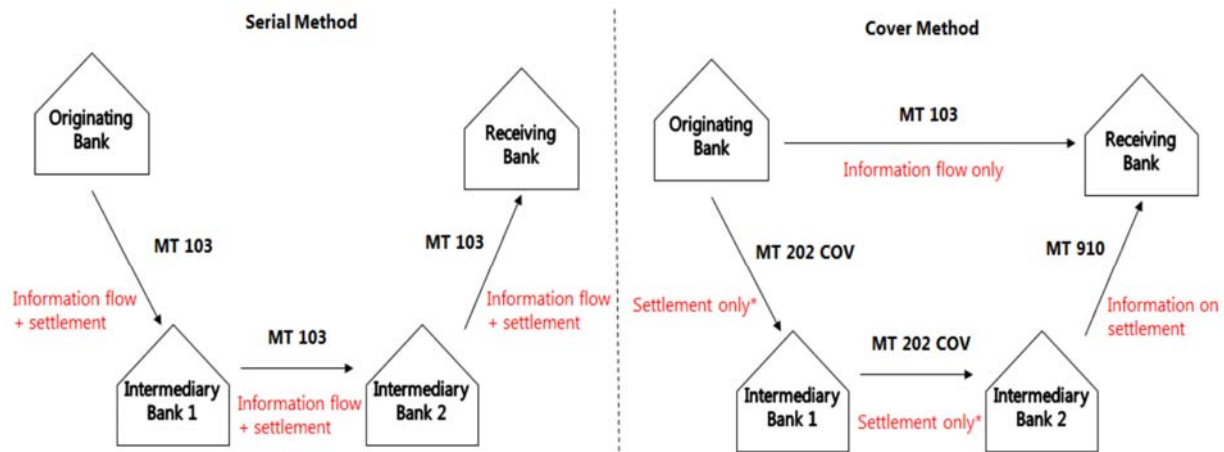 Serial Method
Originating
Bank
Receiving
Bank
MT 103
MT 103
Information flow
+ settlement
Information flow
+ settlement
MT 103
Intermediary
Bank 1
Information flow
+ settlement
Intermediary
Bank 2
Cover Method
Originating
Bank
MT 103
Receiving
Bank
Information flow only
MT 202 COV
MT 910
Settlement only*
Information on
settlement
MT 202 COV
Intermediary
Bank 1
Settlement only*
Intermediary
Bank 2